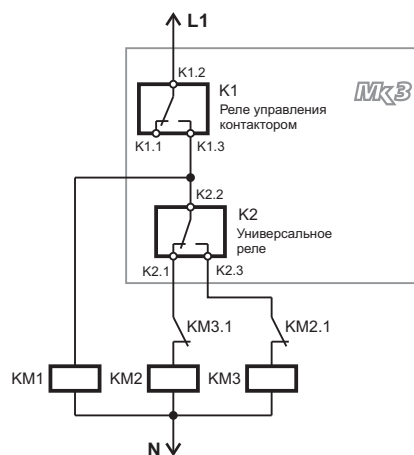 L1
K1.2
МК3
K1
Реле управления
контактором
K1.1
K1.3
K2.2
K2
Универсальное
реле
K2.1
K2.3
KM3.1
KM2.1
KM1
KM2
KM3
N